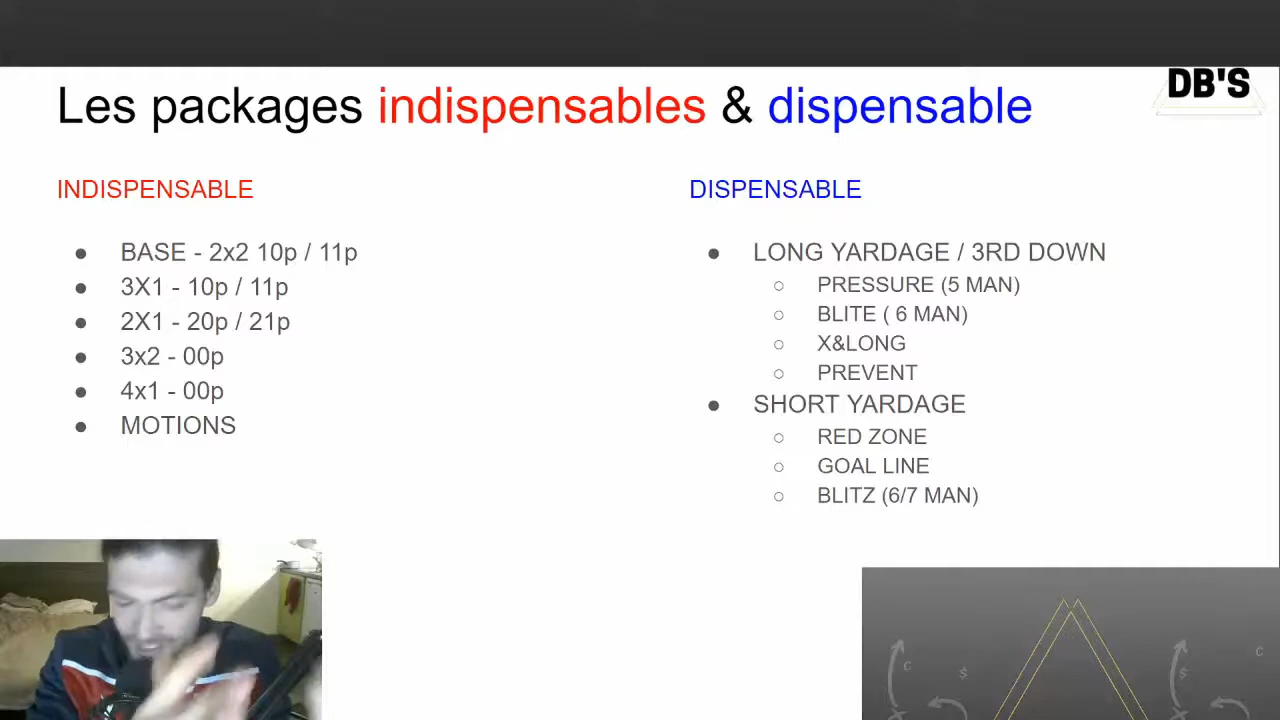 DB'S
Les packages indispensables & dispensable
INDISPENSABLE
● BASE - 2x2 10p / 11p
● 3X1 - 10p / 11p
● 2X1 - 20p / 21p
● 3x2 - 00p
● 4x1 - 00p
● MOTIONS
DISPENSABLE
● LONG YARDAGE / 3RD DOWN
○ PRESSURE (5 MAN)
○ BLITE ( 6 MAN)
○ X&LONG
○ PREVENT
● SHORT YARDAGE
○ RED ZONE
○ GOAL LINE
○ BLITZ (6/7 MAN)
C $ $ C